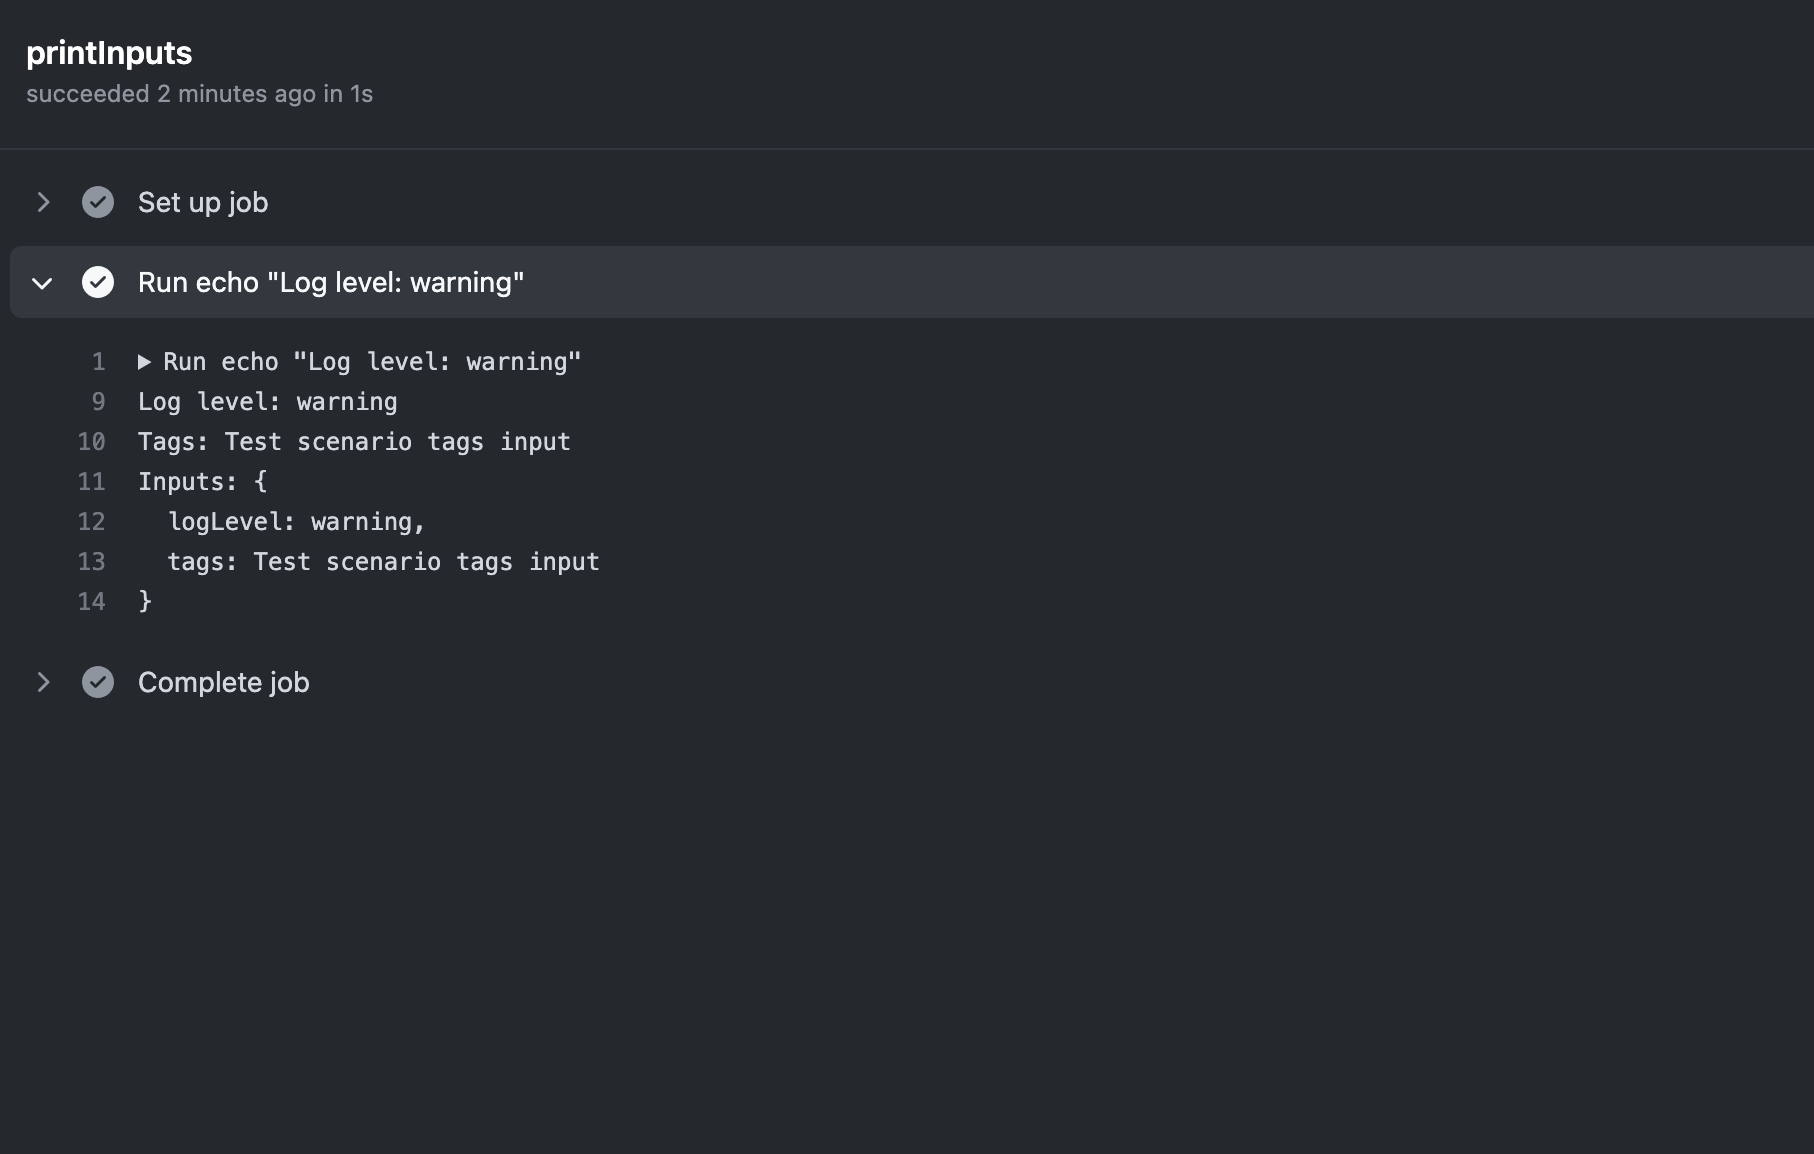 printInputs
succeeded 2 minutes ago in 1s
Set up job
Run echo "Log level: warning"
1 Run echo "Log level: warning"
9 Log level: warning
10 Tags: Test scenario tags input
11 Inputs: {
12   logLevel: warning,
13   tags: Test scenario tags input
14 }
Complete job